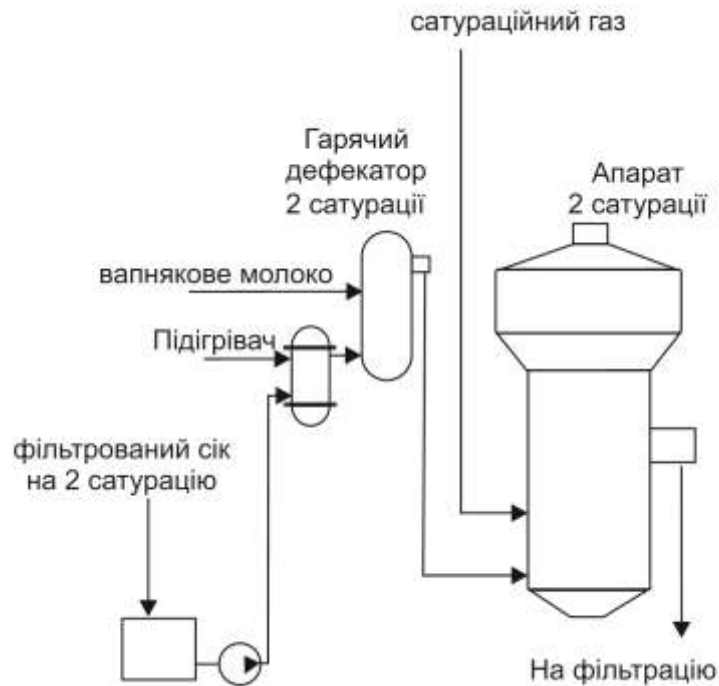 сатураційний газ
Гарячий
дефекатор
2 сатурації
Апарат
2 сатурації
вапнякове молоко
Підігрівач
фільтрований сік
на 2 сатурацію
На фільтрацію